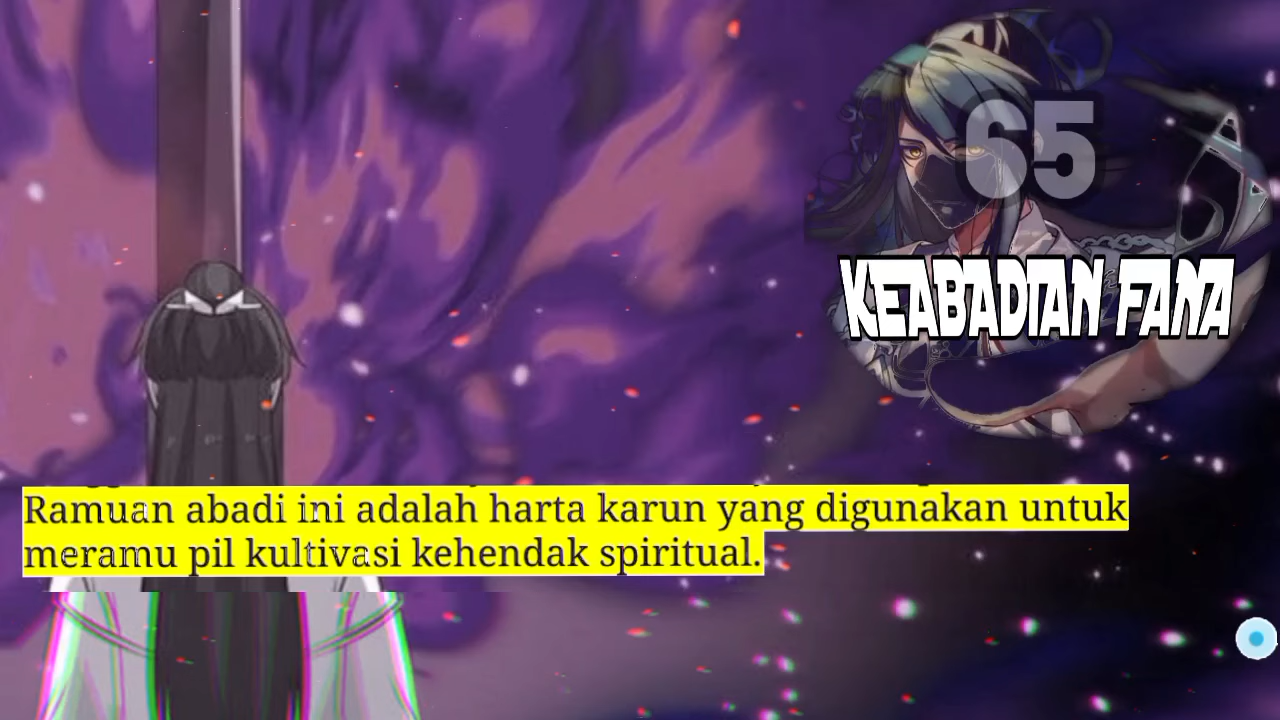 65
KEABADIAN FANA
Ramuan abadi ini adalah harta karun yang digunakan untuk
meramu pil kultivasi kehendak spiritual.